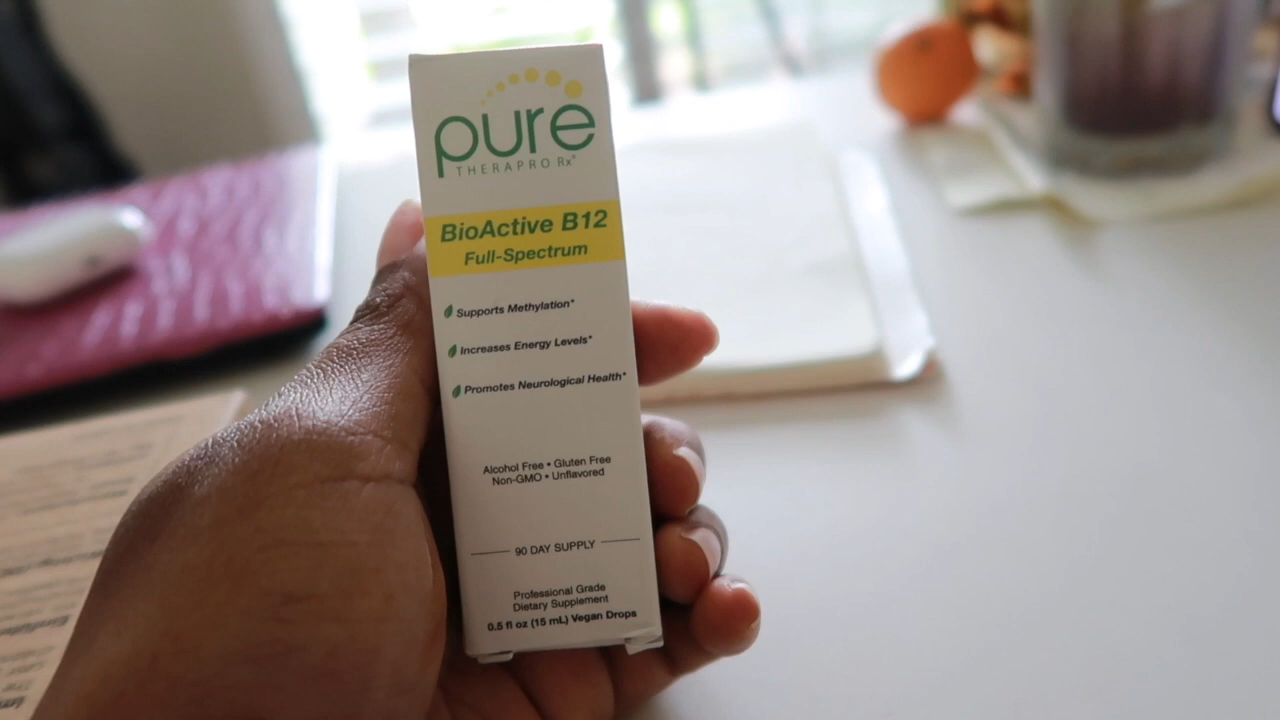 pure
THERAPRO Rx®
BioActive B12
Full-Spectrum
Supports Methylation*
Increases Energy Levels*
Promotes Neurological Health*
Alcohol Free • Gluten Free
Non-GMO • Unflavored
90 DAY SUPPLY
Professional Grade
Dietary Supplement
0.5 fl oz (15 mL) Vegan Drops